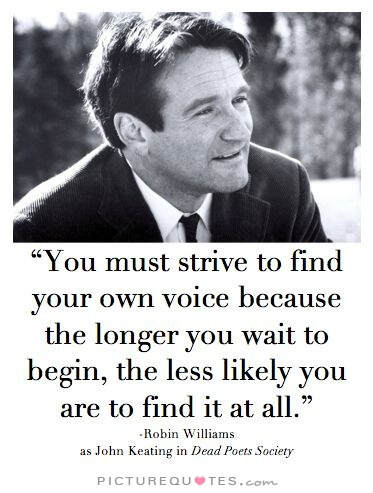 “You must strive to find
your own voice because
the longer you wait to
begin, the less likely you
are to find it at all.”
-Robin Williams
as John Keating in Dead Poets Society
PICTUREQUOTES.com